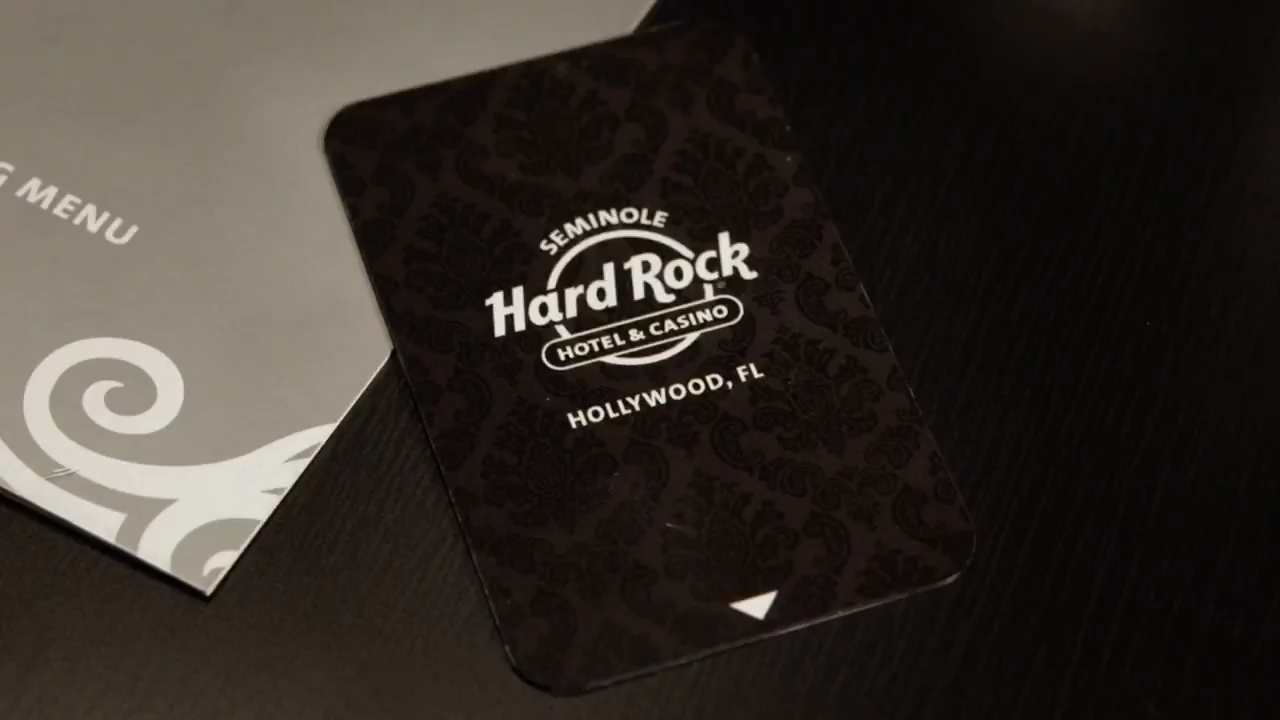 G MENU
SEMINOLE
Hard Rock
HOTEL & CASINO
HOLLYWOOD, FL